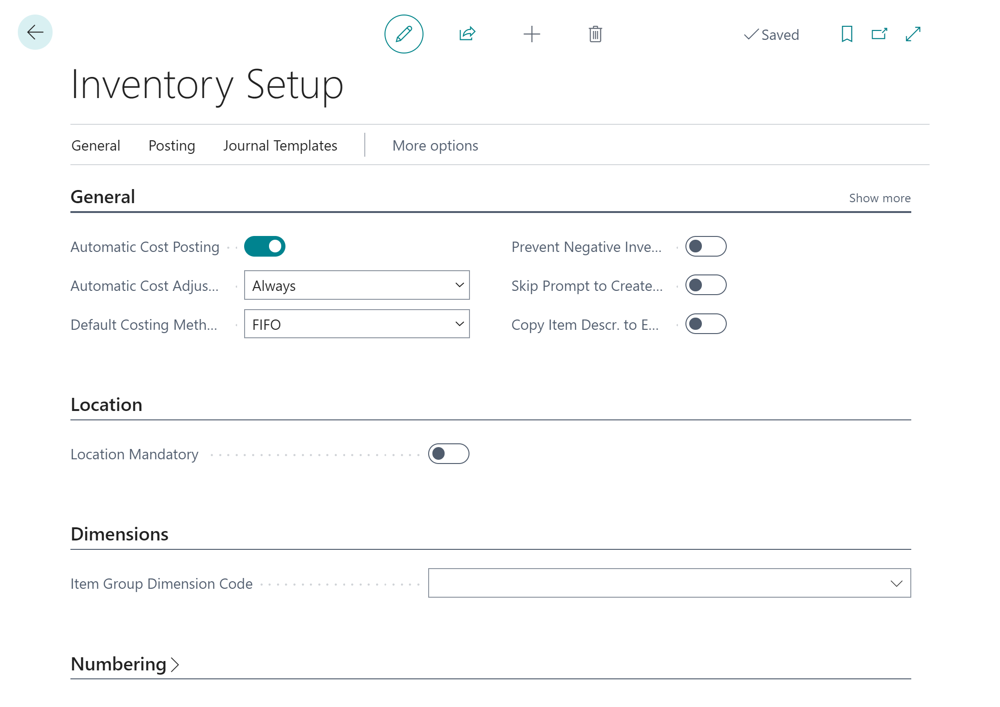 Saved
Inventory Setup
General Posting Journal Templates More options
General Show more
Automatic Cost Posting Prevent Negative Inve...
Automatic Cost Adjus... Always Skip Prompt to Create...
Default Costing Meth... FIFO Copy Item Descr. to E...
Location
Location Mandatory
Dimensions
Item Group Dimension Code
Numbering